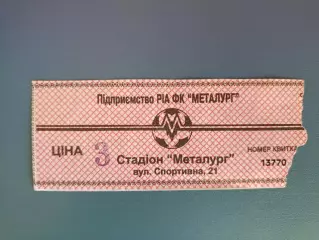 Підприємство РІА ФК "МЕТАЛУРГ"
ЦІНА 3 Стадіон "Металург"
вул. Спортивна, 21
НОМЕР КВИТКА
13770